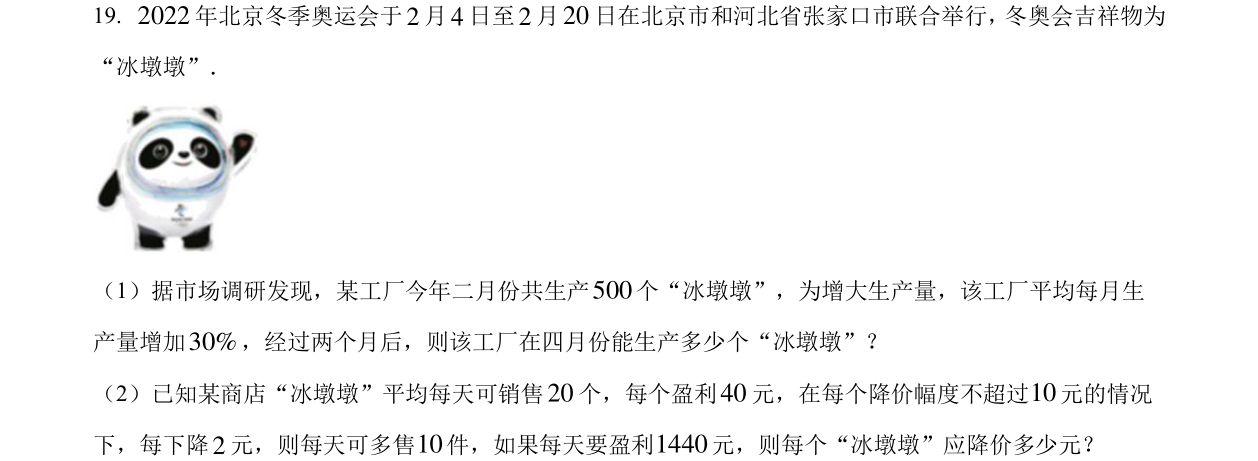 19. 2022年北京冬季奥运会于2月4日至2月20日在北京市和河北省张家口市联合举行，冬奥会吉祥物为
“冰墩墩”.
（1）据市场调研发现，某工厂今年二月份共生产500个“冰墩墩”，为增大生产量，该工厂平均每月生
产量增加30%，经过两个月后，则该工厂在四月份能生产多少个“冰墩墩”？
（2）已知某商店“冰墩墩”平均每天可销售20个，每个盈利40元，在每个降价幅度不超过10元的情况
下，每下降2元，则每天可多售10件，如果每天要盈利1440元，则每个“冰墩墩”应降价多少元？